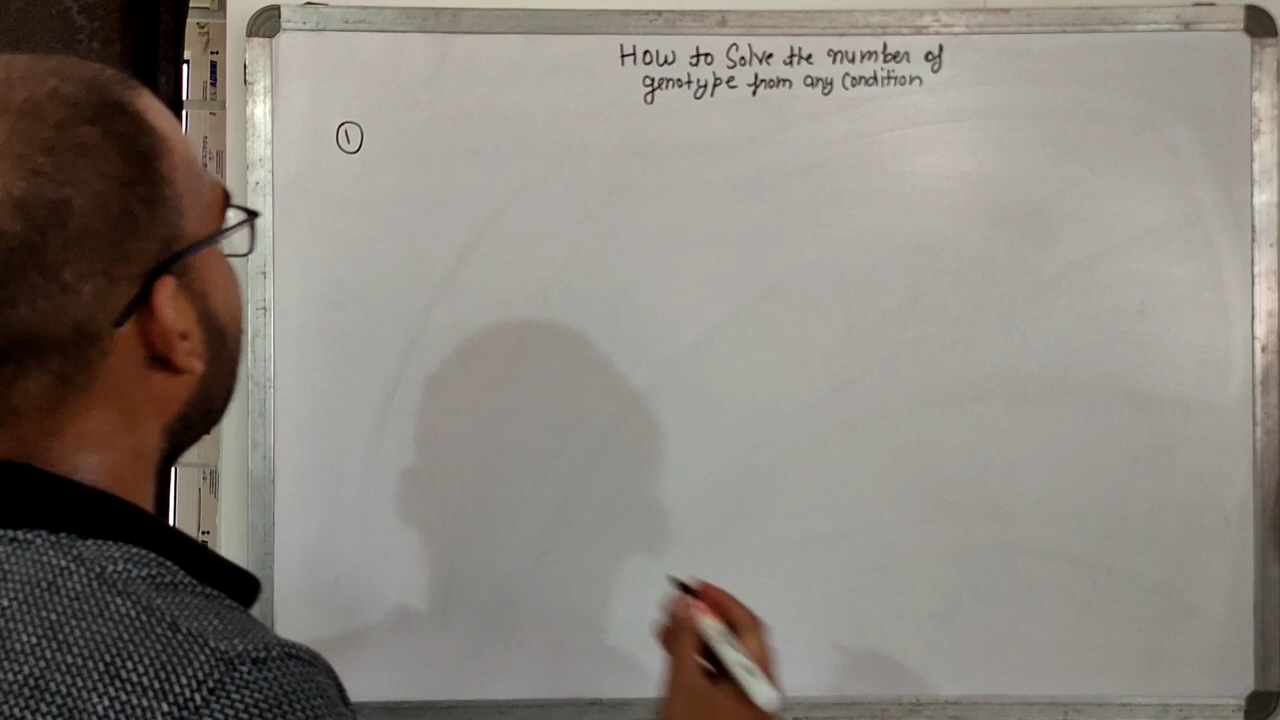 How to Solve the number of
genotype from any Condition
①